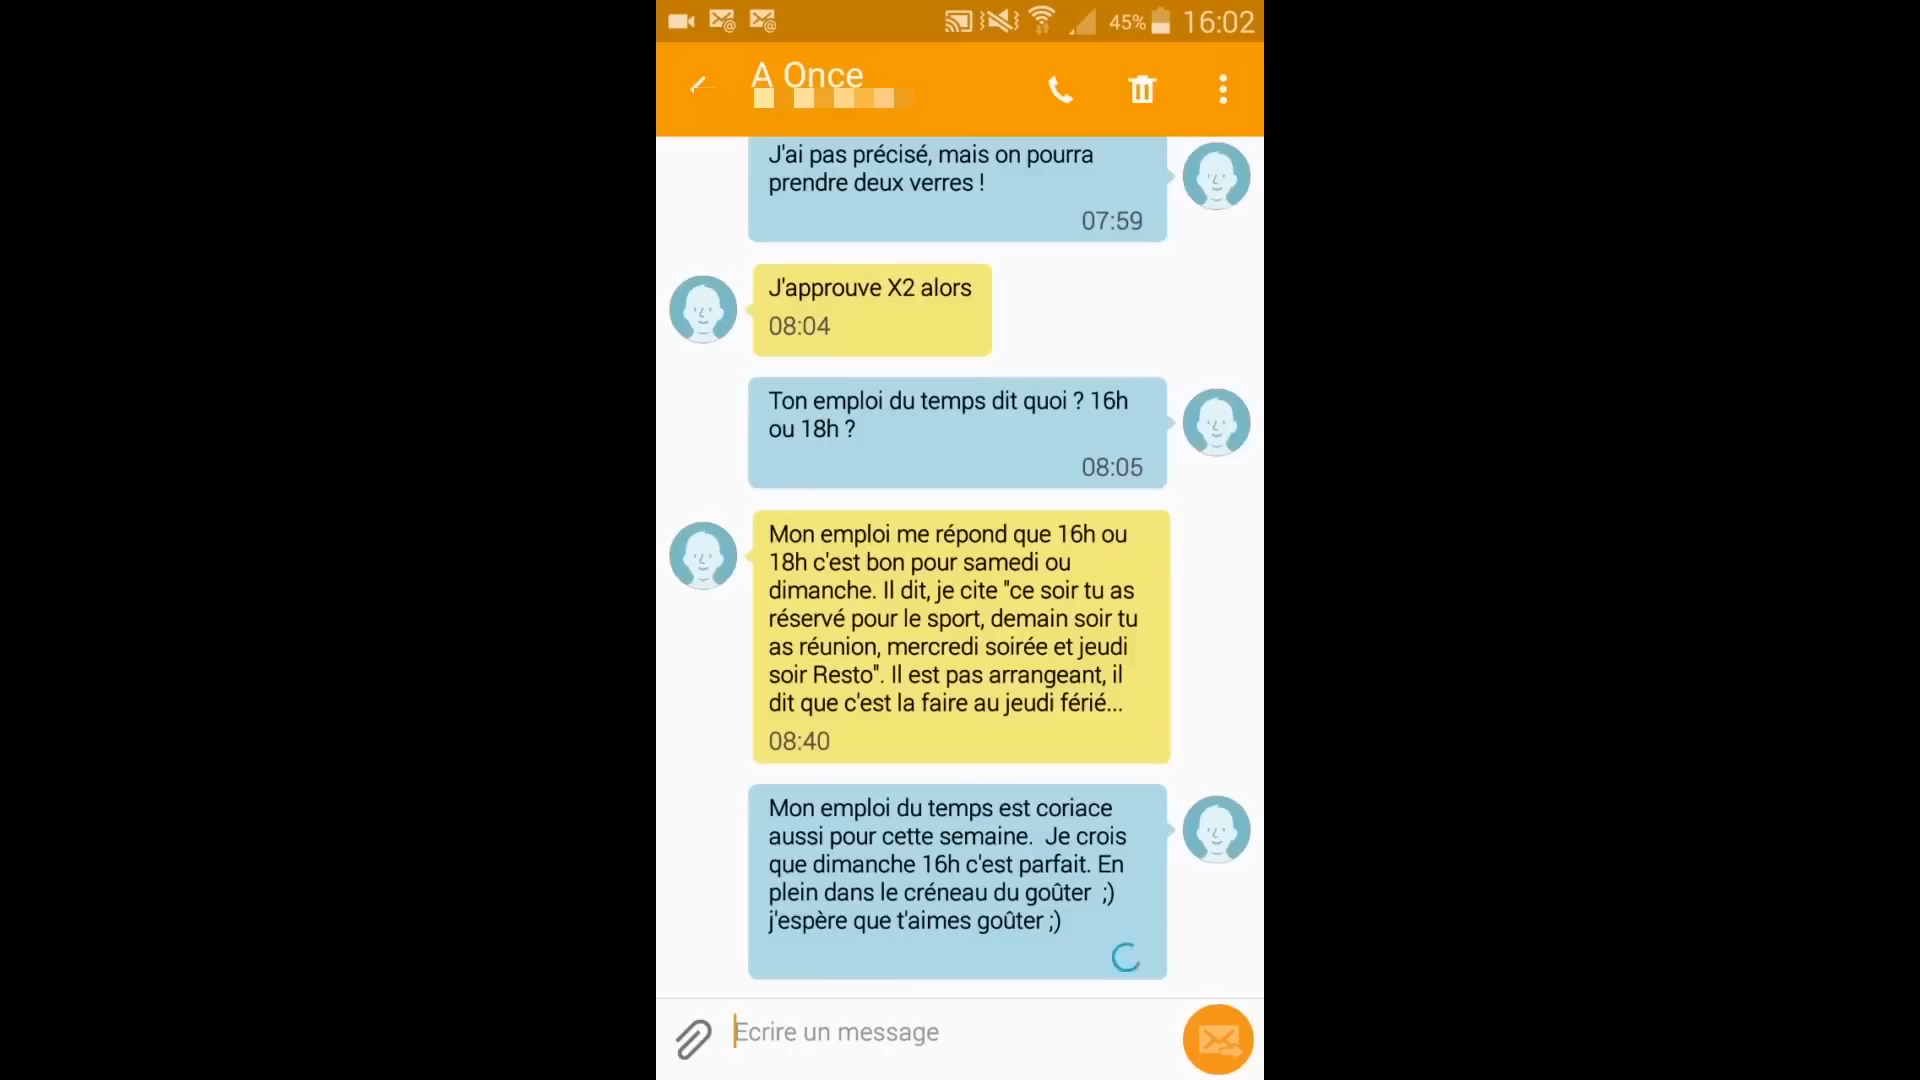 45% 16:02
A Once
J'ai pas précisé, mais on pourra
prendre deux verres !
07:59
J'approuve X2 alors
08:04
Ton emploi du temps dit quoi ? 16h
ou 18h ?
08:05
Mon emploi me répond que 16h ou
18h c'est bon pour samedi ou
dimanche. Il dit, je cite "ce soir tu as
réservé pour le sport, demain soir tu
as réunion, mercredi soirée et jeudi
soir Resto". Il est pas arrangeant, il
dit que c'est la faire au jeudi férié...
08:40
Mon emploi du temps est coriace
aussi pour cette semaine.  Je crois
que dimanche 16h c'est parfait. En
plein dans le créneau du goûter  ;)
j'espère que t'aimes goûter ;)
Ecrire un message